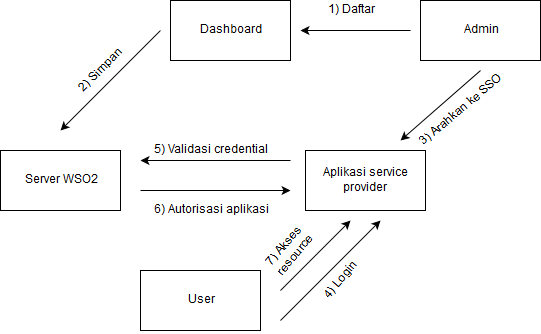 1) Daftar
Dashboard
Admin
2) Simpan
3) Arahkan ke SSO
5) Validasi credential
Server WSO2
Aplikasi service
provider
6) Autorisasi aplikasi
7) Akses
resource
4) Login
User